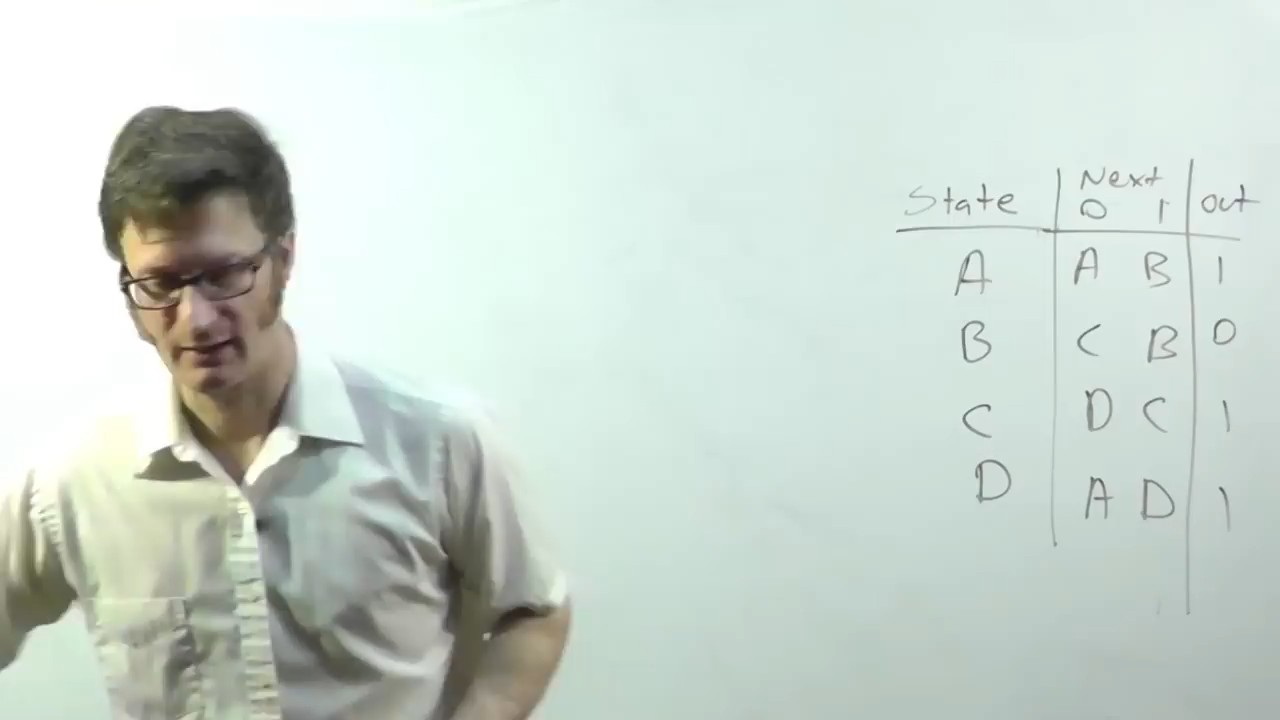 State Next out
0 1
A A B 1
B C B 0
C D C 1
D A D 1